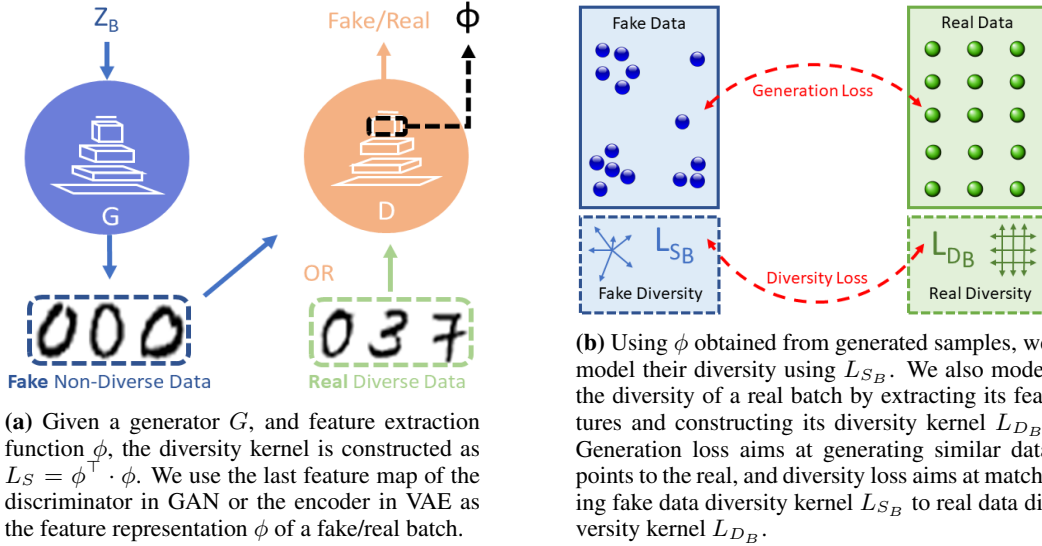 Z_B
G
Fake/Real
ϕ
D
OR
000
037
Fake Non-Diverse Data
Real Diverse Data
(a) Given a generator G, and feature extraction
function ϕ, the diversity kernel is constructed as
L_S = ϕ^⊤ · ϕ. We use the last feature map of the
discriminator in GAN or the encoder in VAE as
the feature representation ϕ of a fake/real batch.
Fake Data
Real Data
Generation Loss
L_{S_B}
L_{D_B}
Diversity Loss
Fake Diversity
Real Diversity
(b) Using ϕ obtained from generated samples, we
model their diversity using L_{S_B}. We also model
the diversity of a real batch by extracting its fea-
tures and constructing its diversity kernel L_{D_B}.
Generation loss aims at generating similar data
points to the real, and diversity loss aims at match-
ing fake data diversity kernel L_{S_B} to real data di-
versity kernel L_{D_B}.